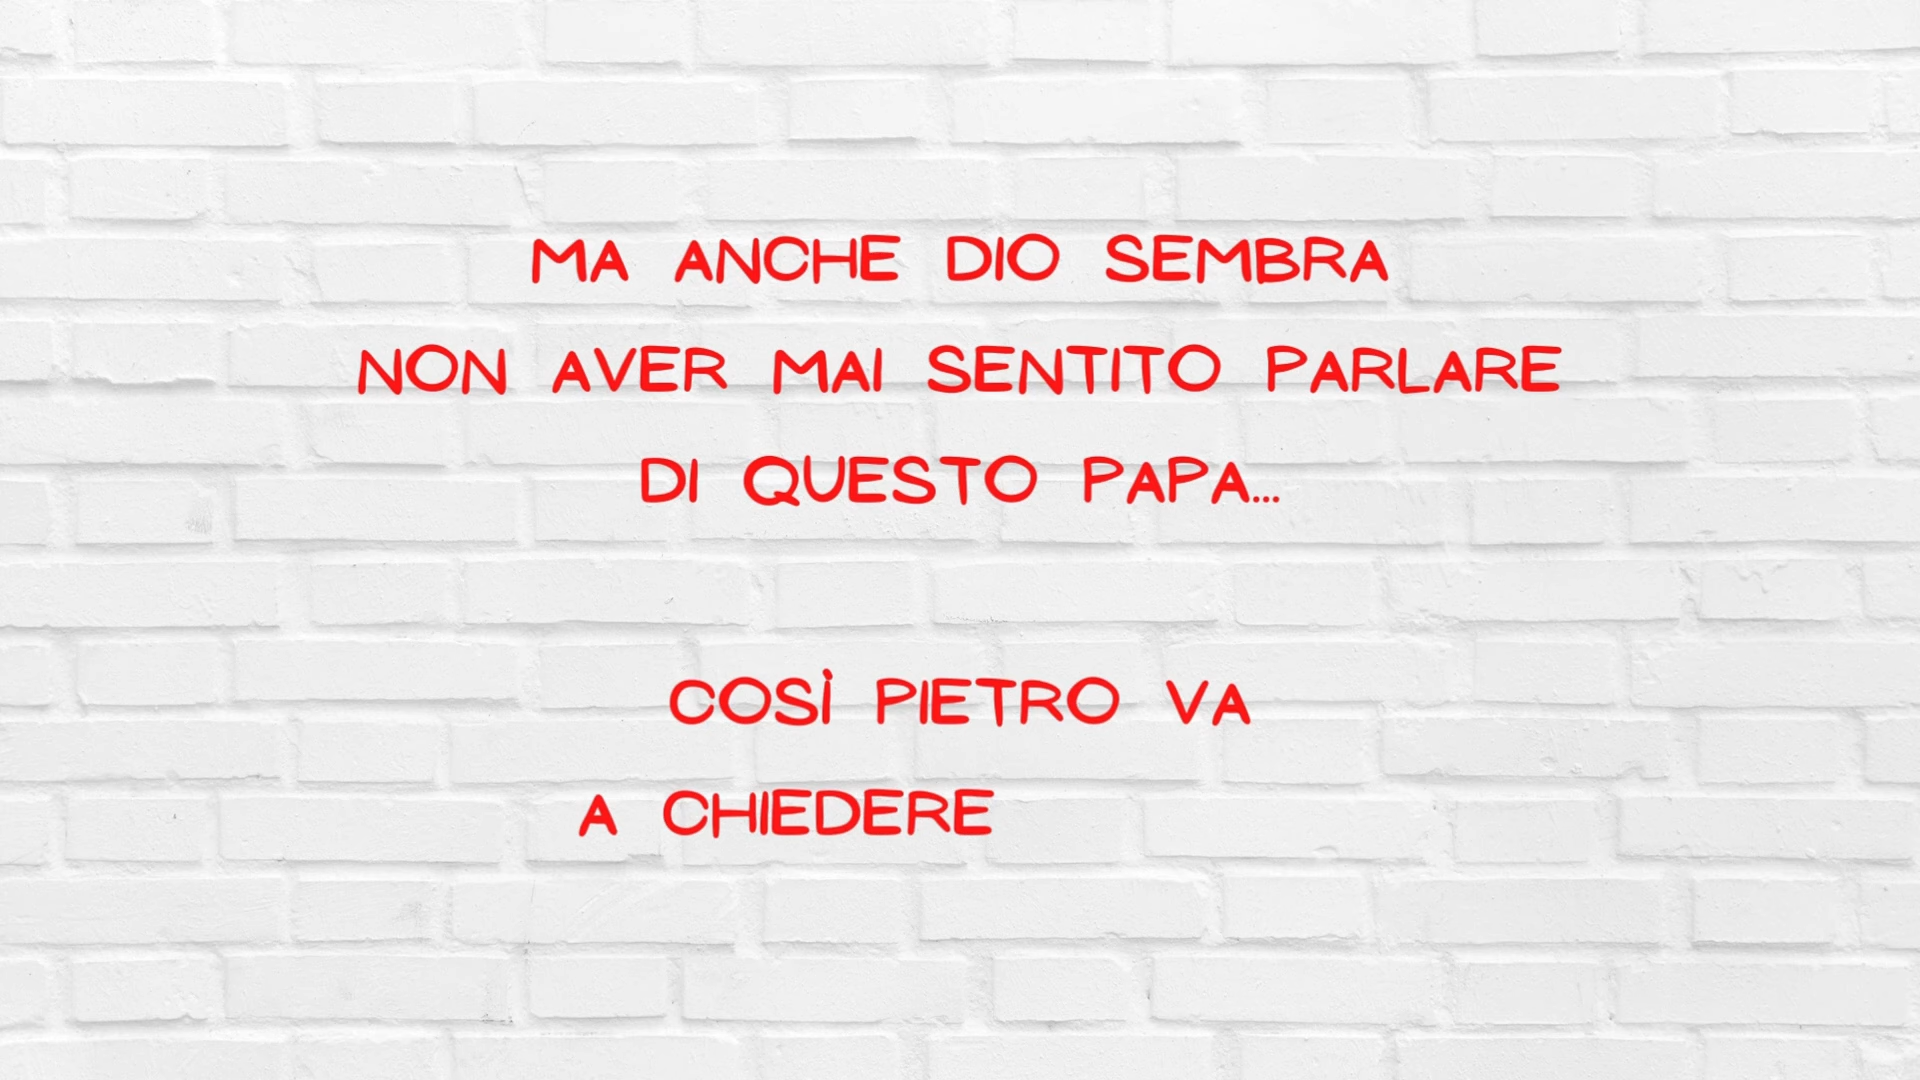 MA ANCHE DIO SEMBRA
NON AVER MAI SENTITO PARLARE
DI QUESTO PAPA...
COSÌ PIETRO VA
A CHIEDERE